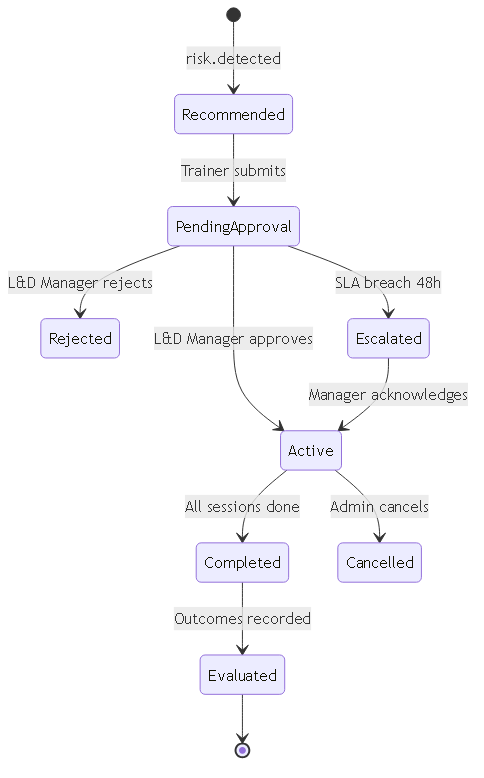 risk.detected
Recommended
Trainer submits
PendingApproval
L&D Manager rejects
SLA breach 48h
Rejected
L&D Manager approves
Escalated
Manager acknowledges
Active
All sessions done
Admin cancels
Completed
Cancelled
Outcomes recorded
Evaluated